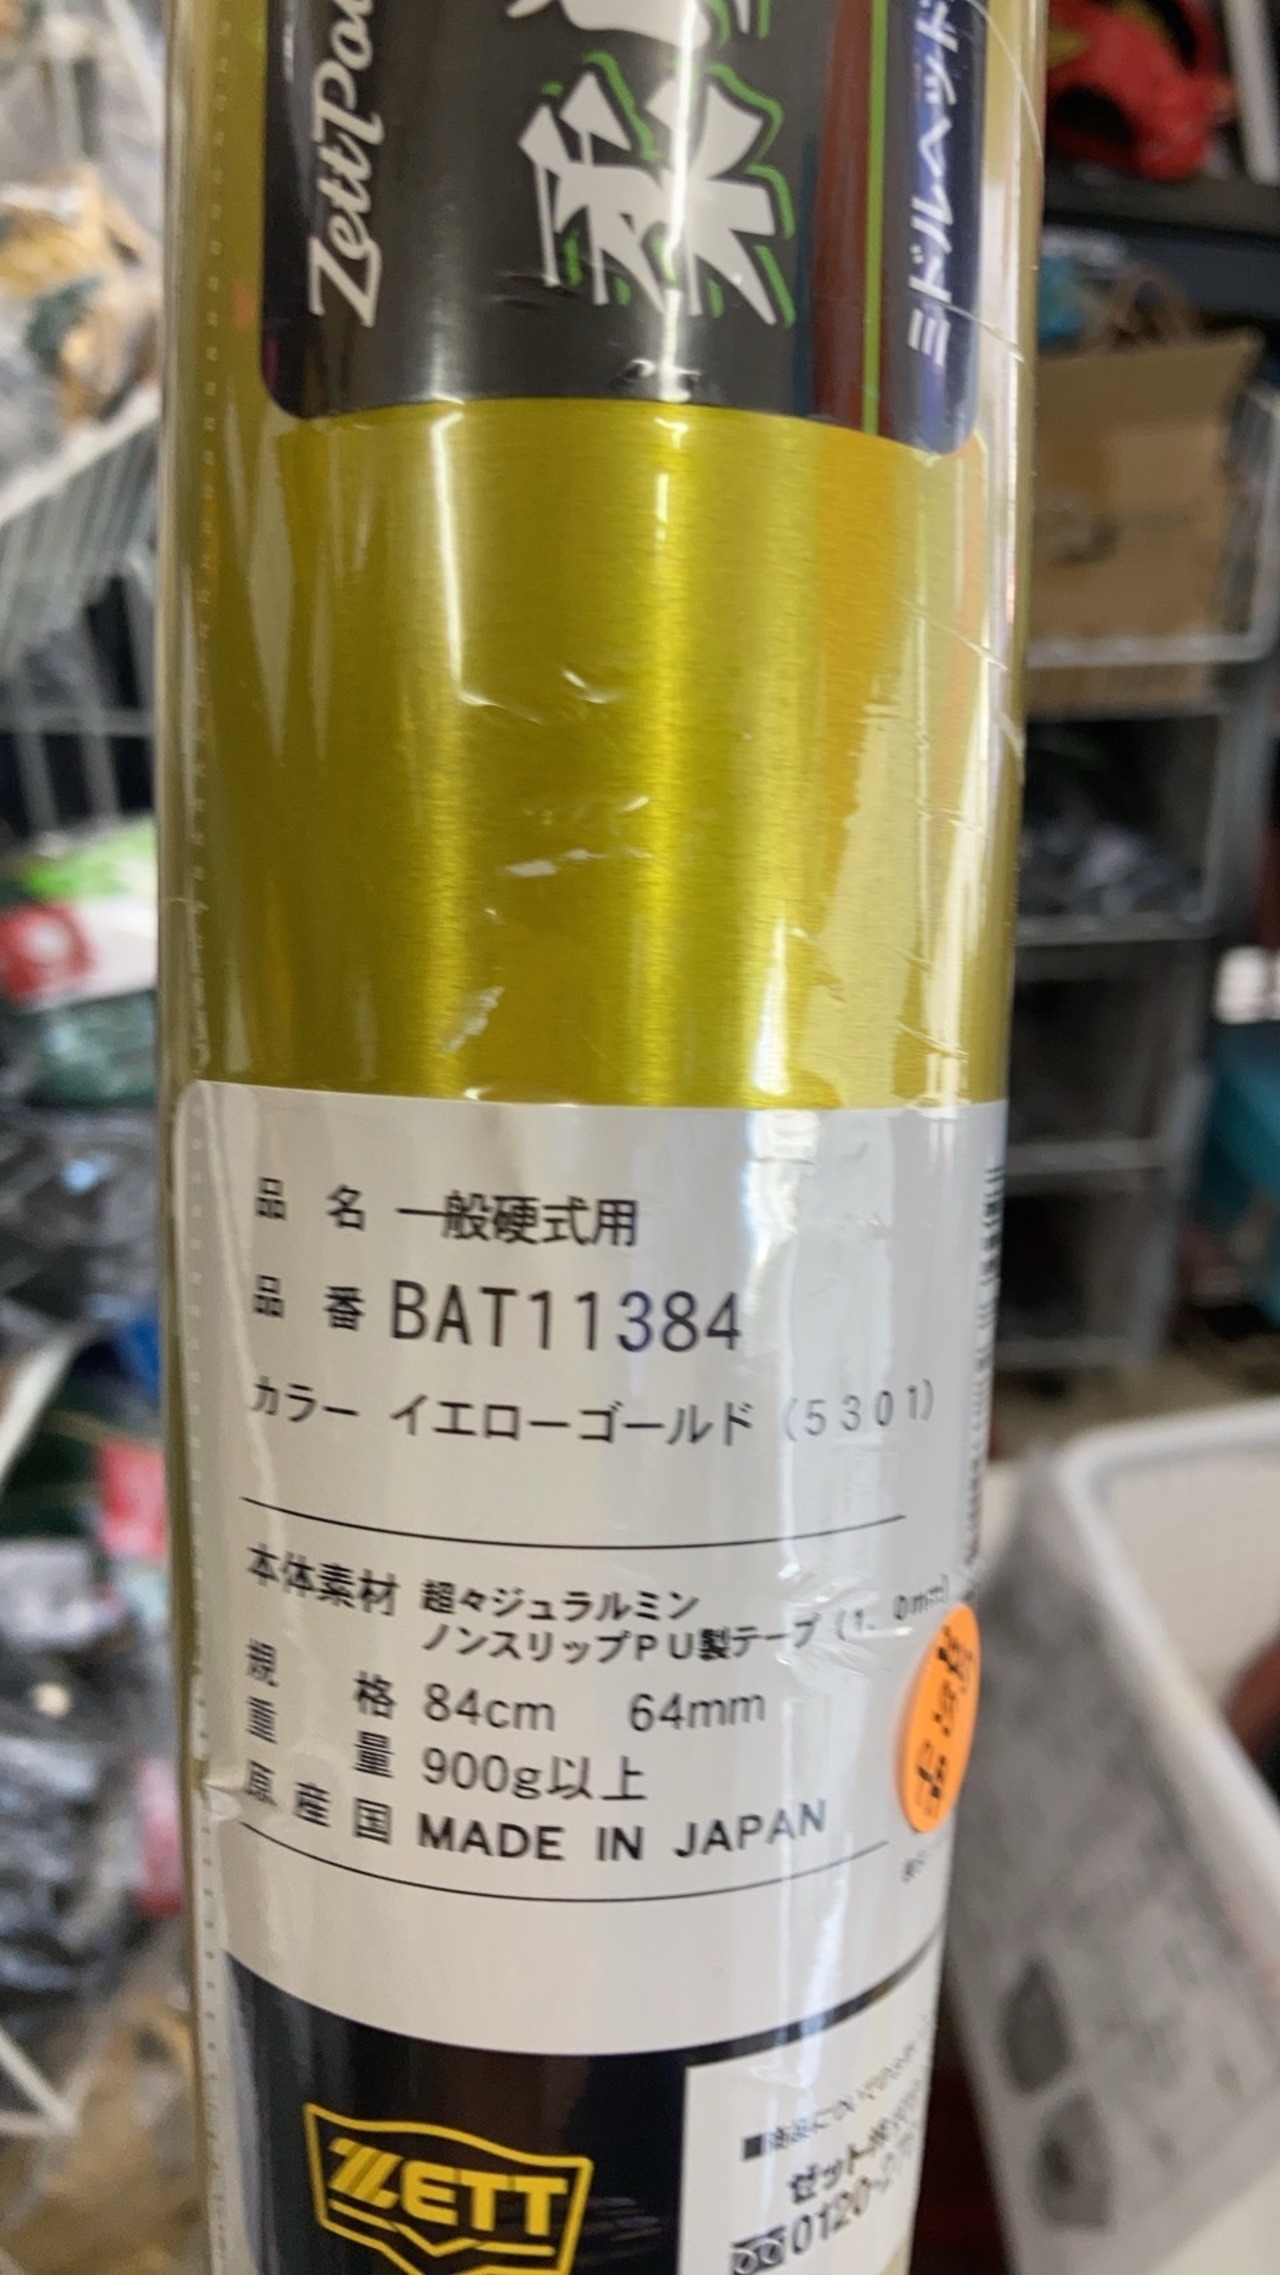 ミドルヘッド
品名 一般硬式用
品番 BAT11384
カラー イエローゴールド (5301)
本体素材 超々ジュラルミン
ノンスリップPU製テープ (1.0mm)
規格 84cm 64mm
重量 900g以上
原産国 MADE IN JAPAN
ZETT
ゼット
0120-